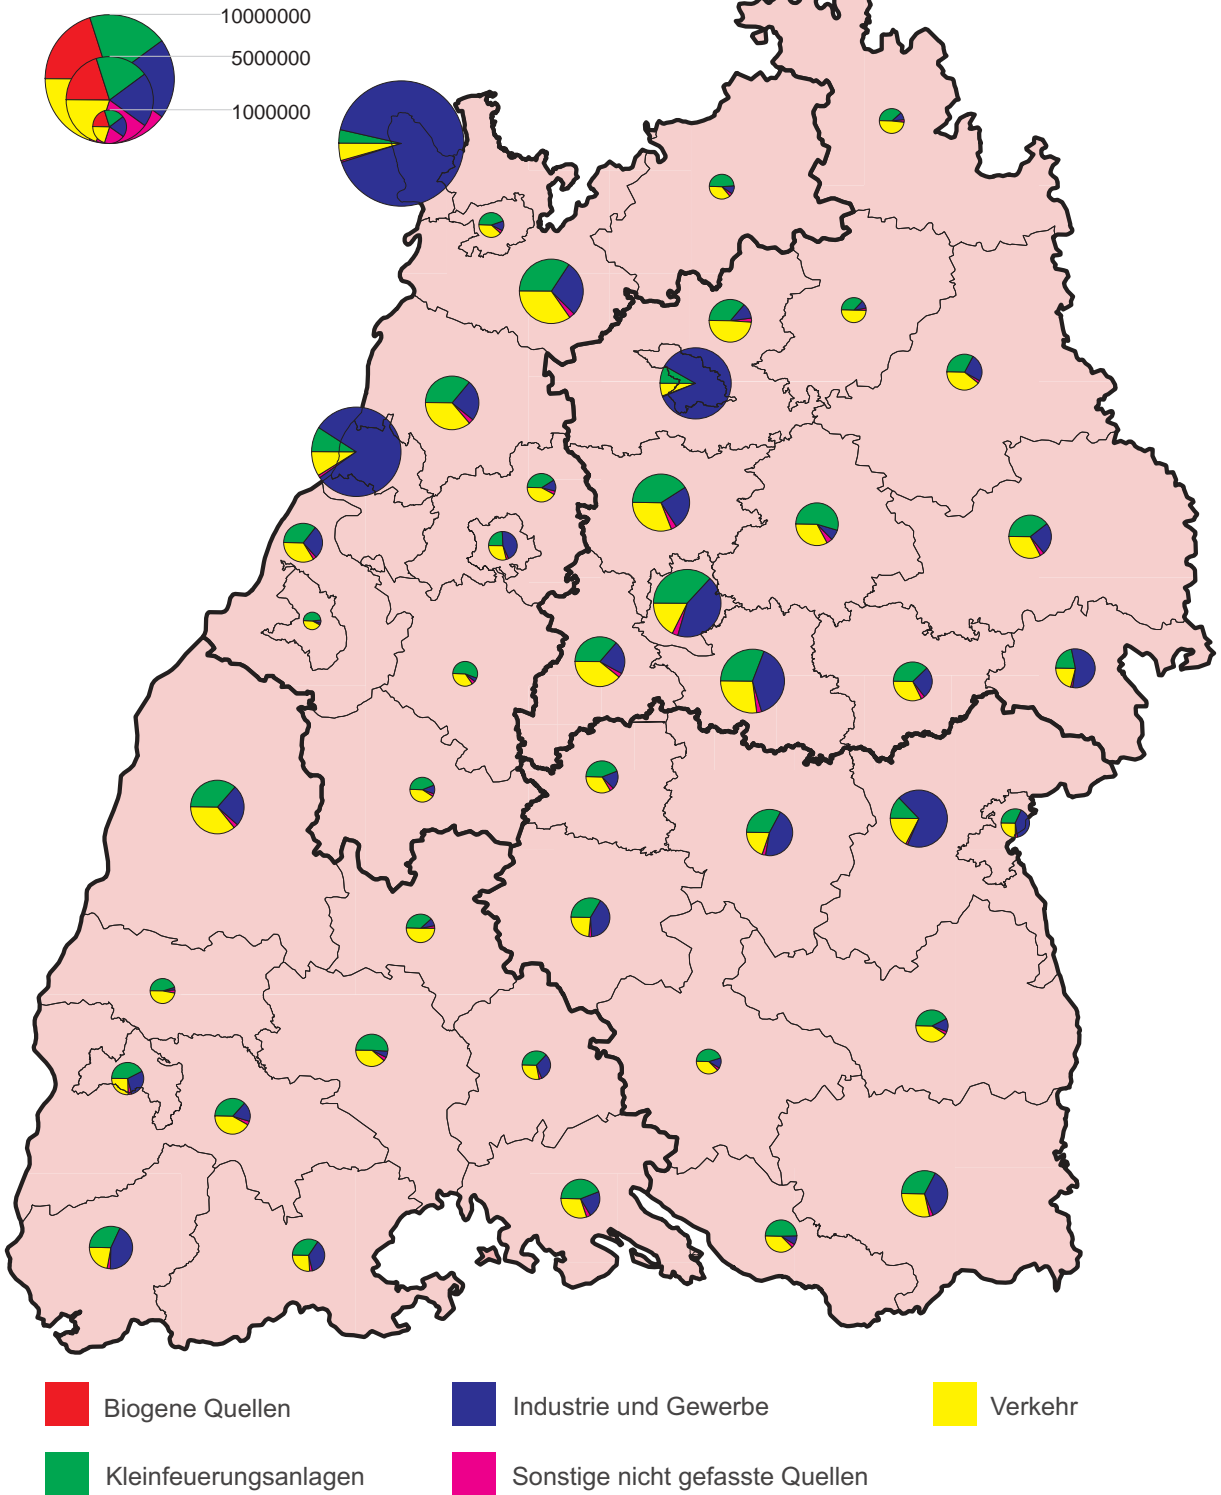 10000000
5000000
1000000
Biogene Quellen
Industrie und Gewerbe
Verkehr
Kleinfeuerungsanlagen
Sonstige nicht gefasste Quellen